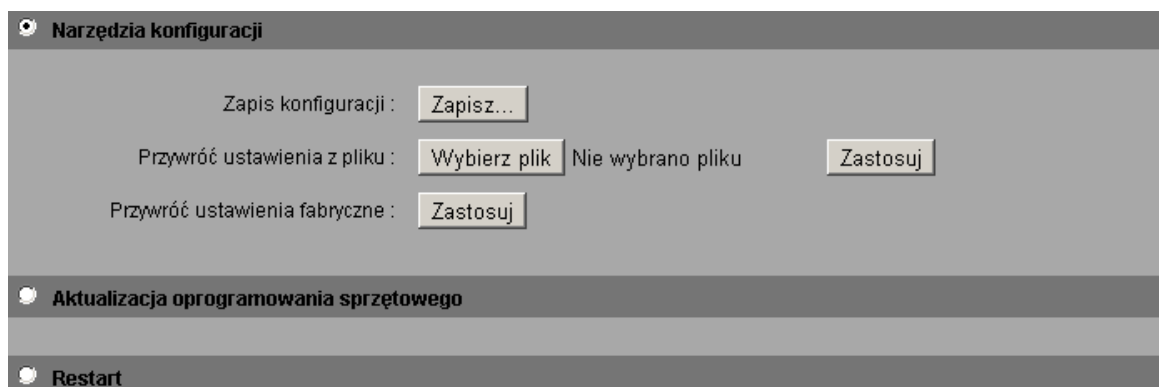 Narzędzia konfiguracji
Zapis konfiguracji : Zapisz...
Przywróć ustawienia z pliku : Wybierz plik Nie wybrano pliku Zastosuj
Przywróć ustawienia fabryczne : Zastosuj
Aktualizacja oprogramowania sprzętowego
Restart